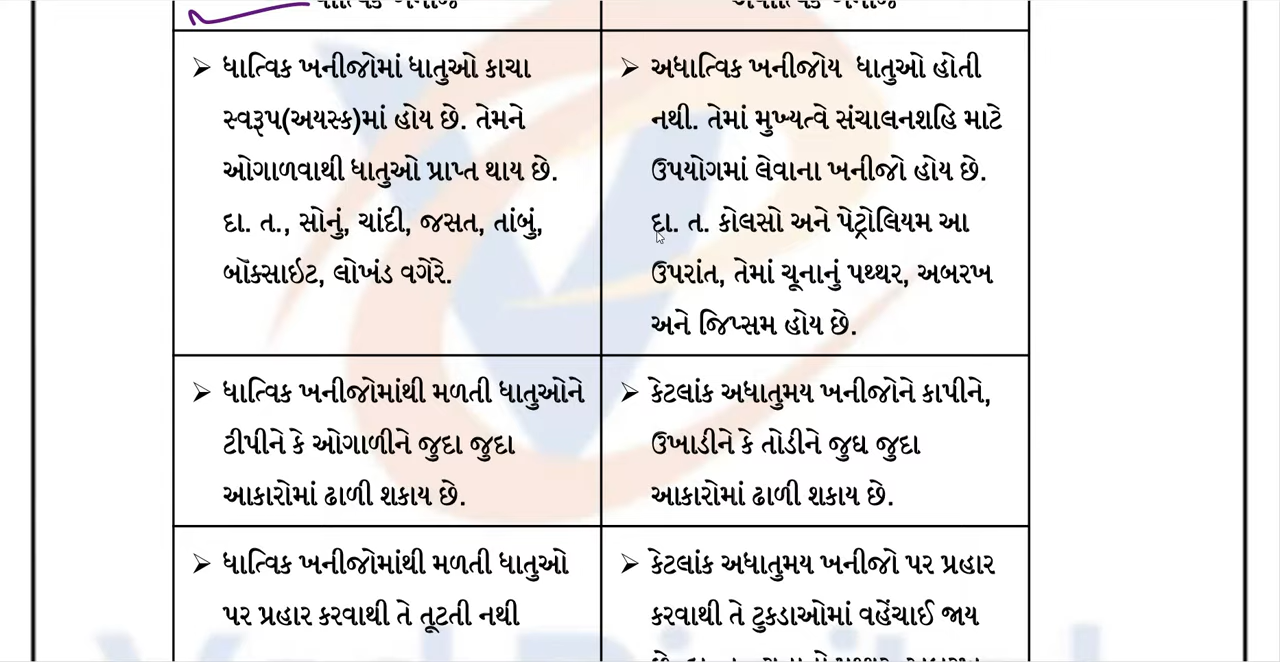 ધાત્વિક ખનીજોમાં ધાતુઓ કાચા
સ્વરૂપ(અયસ્ક)માં હોય છે. તેમને
ઓગાળવાથી ધાતુઓ પ્રાપ્ત થાય છે.
દા. ત., સોનું, ચાંદી, જસત, તાંબું,
બૉક્સાઇટ, લોખંડ વગેરે.
અધાત્વિક ખનીજોય ધાતુઓ હોતી
નથી. તેમાં મુખ્યત્વે સંચાલનશહિ માટે
ઉપયોગમાં લેવાના ખનીજો હોય છે.
દા. ત. કોલસો અને પેટ્રોલિયમ આ
ઉપરાંત, તેમાં ચૂનાનું પથ્થર, અબરખ
અને જિપ્સમ હોય છે.
ધાત્વિક ખનીજોમાંથી મળતી ધાતુઓને
ટીપીને કે ઓગાળીને જુદા જુદા
આકારોમાં ઢાળી શકાય છે.
કેટલાંક અધાતુમય ખનીજોને કાપીને,
ઉખાડીને કે તોડીને જુધ જુદા
આકારોમાં ઢાળી શકાય છે.
ધાત્વિક ખનીજોમાંથી મળતી ધાતુઓ
પર પ્રહાર કરવાથી તે તૂટતી નથી
કેટલાંક અધાતુમય ખનીજો પર પ્રહાર
કરવાથી તે ટુકડાઓમાં વહેંચાઈ જાય